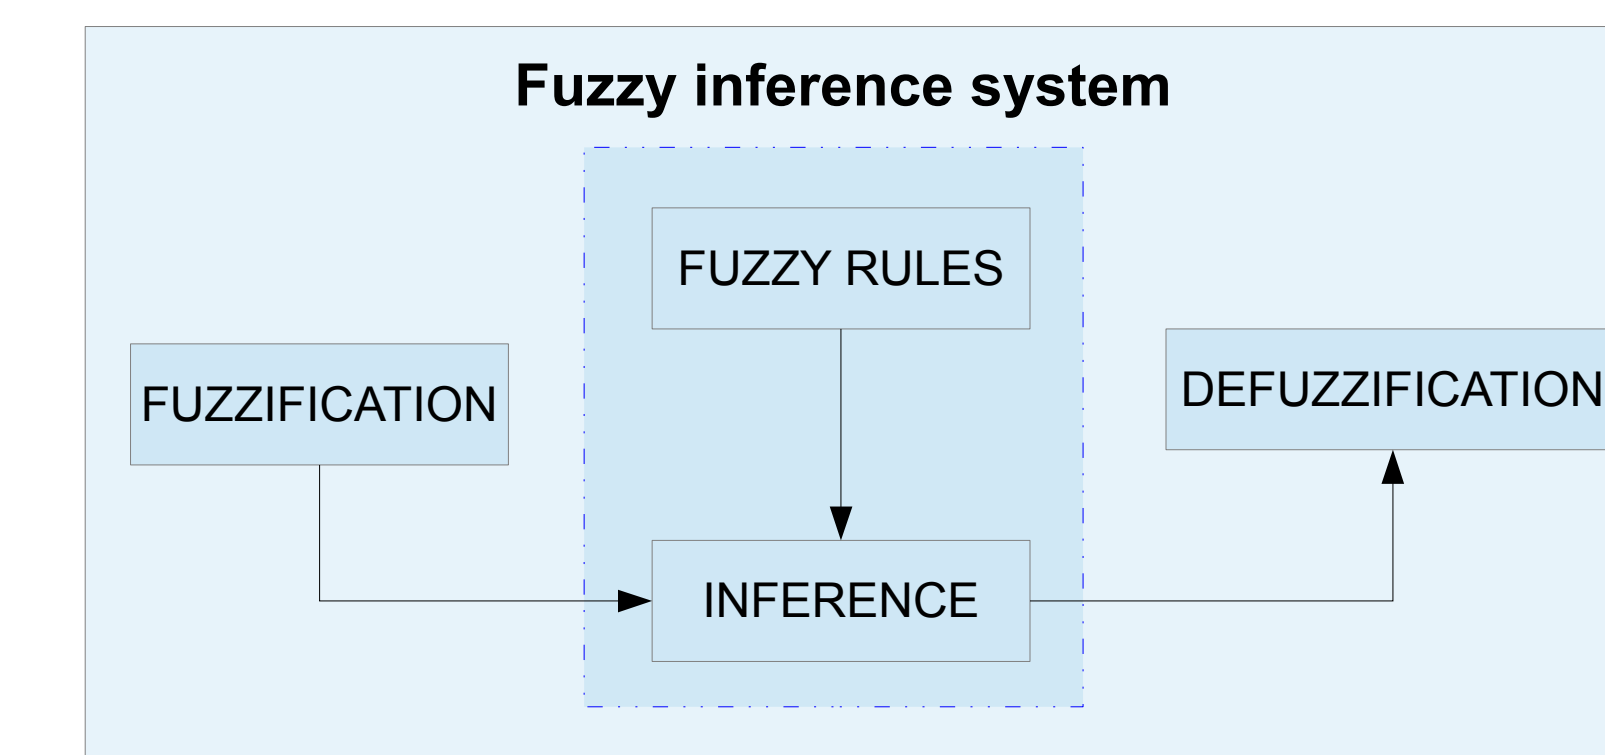 Fuzzy inference system
FUZZY RULES
FUZZIFICATION
DEFUZZIFICATION
INFERENCE